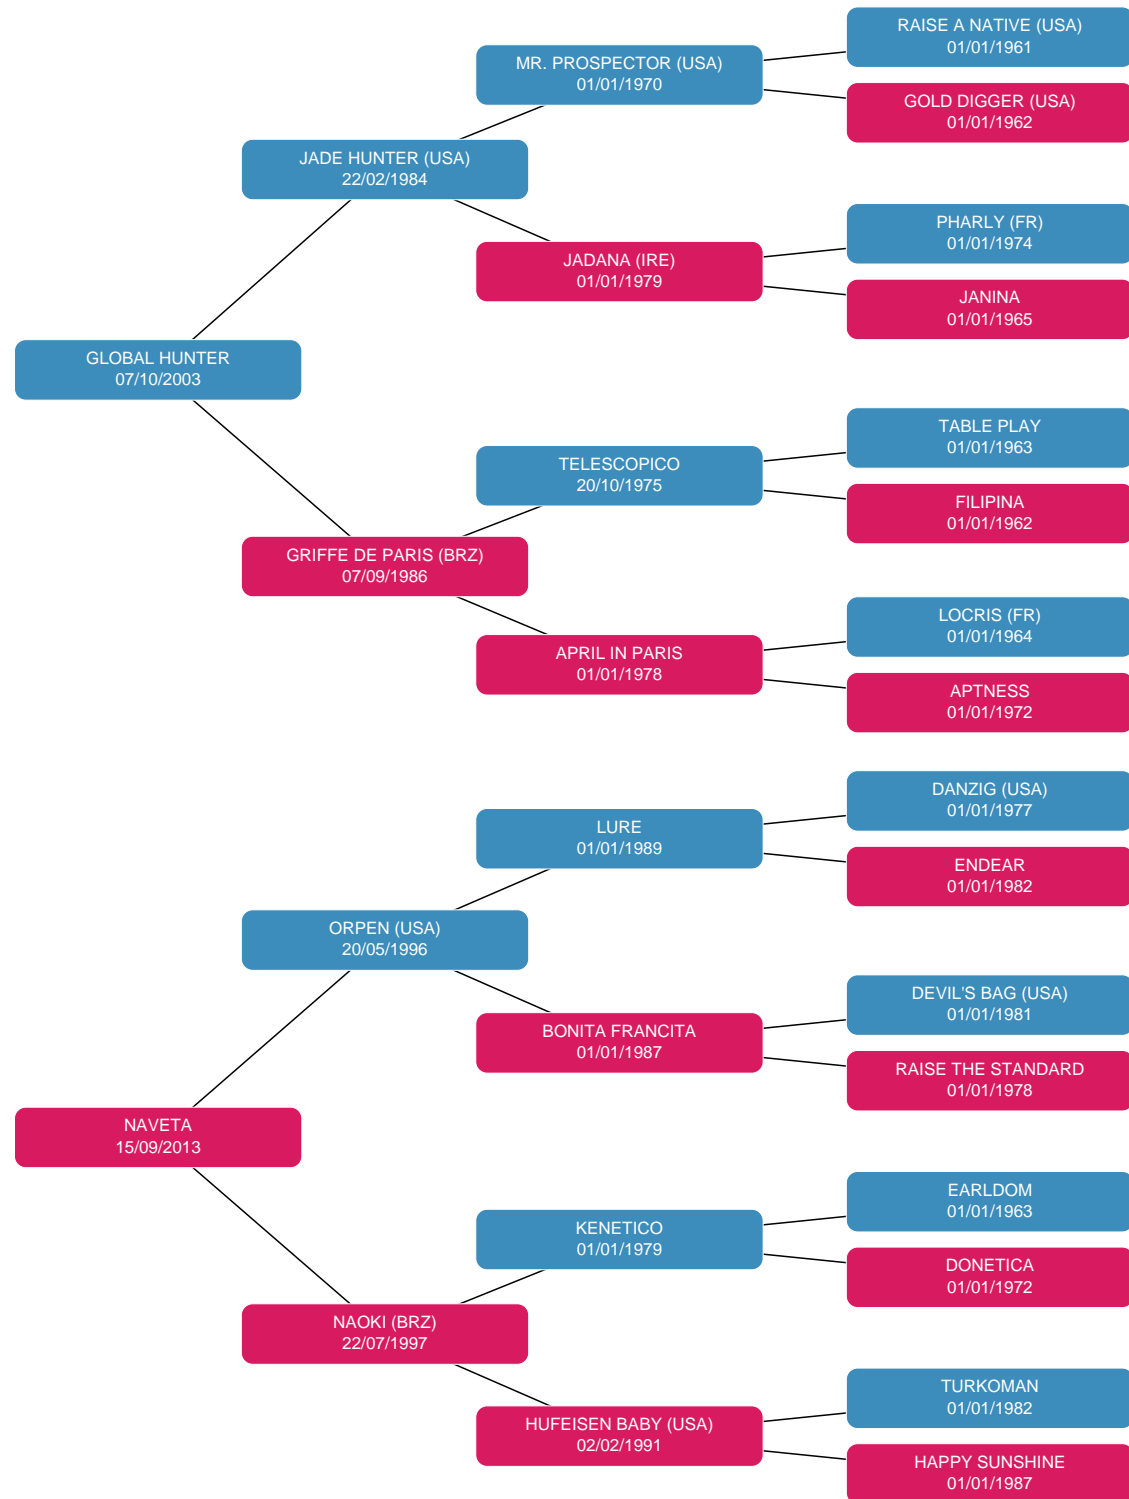 RAISE A NATIVE (USA)
01/01/1961
MR. PROSPECTOR (USA)
01/01/1970
GOLD DIGGER (USA)
01/01/1962
JADE HUNTER (USA)
22/02/1984
PHARLY (FR)
01/01/1974
JADANA (IRE)
01/01/1979
JANINA
01/01/1965
GLOBAL HUNTER
07/10/2003
TABLE PLAY
01/01/1963
TELESCOPICO
20/10/1975
FILIPINA
01/01/1962
GRIFFE DE PARIS (BRZ)
07/09/1986
LOCRIS (FR)
01/01/1964
APRIL IN PARIS
01/01/1978
APTNESS
01/01/1972
DANZIG (USA)
01/01/1977
LURE
01/01/1989
ENDEAR
01/01/1982
ORPEN (USA)
20/05/1996
DEVIL'S BAG (USA)
01/01/1981
BONITA FRANCITA
01/01/1987
RAISE THE STANDARD
01/01/1978
NAVETA
15/09/2013
EARLDOM
01/01/1963
KENETICO
01/01/1979
DONETICA
01/01/1972
NAOKI (BRZ)
22/07/1997
TURKOMAN
01/01/1982
HUFEISEN BABY (USA)
02/02/1991
HAPPY SUNSHINE
01/01/1987